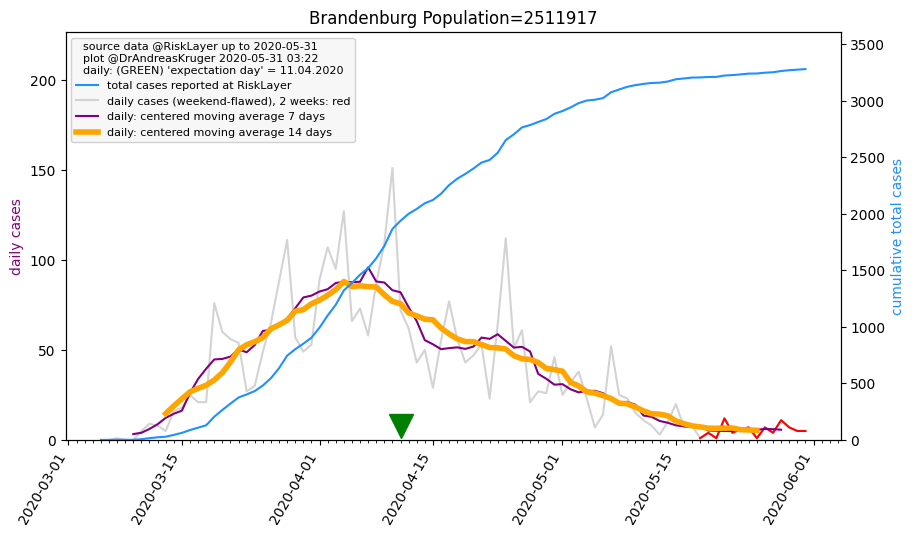 Brandenburg Population=2511917
source data @RiskLayer up to 2020-05-31
plot @DrAndreasKruger 2020-05-31 03:22
daily: (GREEN) 'expectation day' = 11.04.2020
total cases reported at RiskLayer
daily cases (weekend-flawed), 2 weeks: red
daily: centered moving average 7 days
daily: centered moving average 14 days
daily cases
200
150
100
50
0
cumulative total cases
3500
3000
2500
2000
1500
1000
500
0
2020-03-01
2020-03-15
2020-04-01
2020-04-15
2020-05-01
2020-05-15
2020-06-01